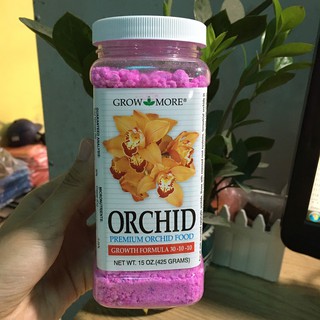 GROW MORE®
ORCHID
PREMIUM ORCHID FOOD
GROWTH FORMULA 30-10-10
NET WT. 15 OZ.(425 GRAMS)